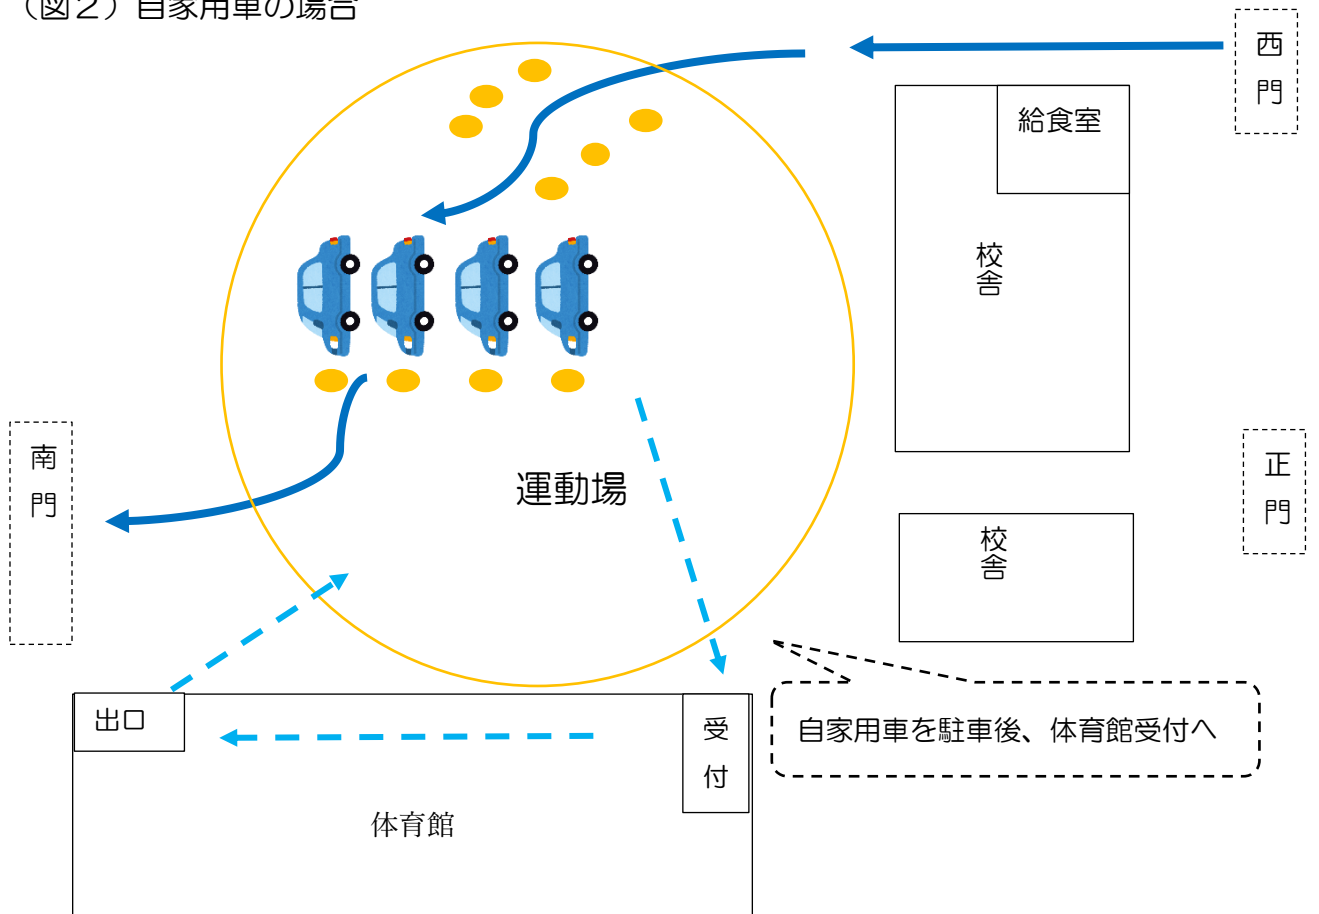 （図２）自家用車の場合
西門
給食室
校舎
南門
運動場
正門
校舎
出口
受付
自家用車を駐車後、体育館受付へ
体育館